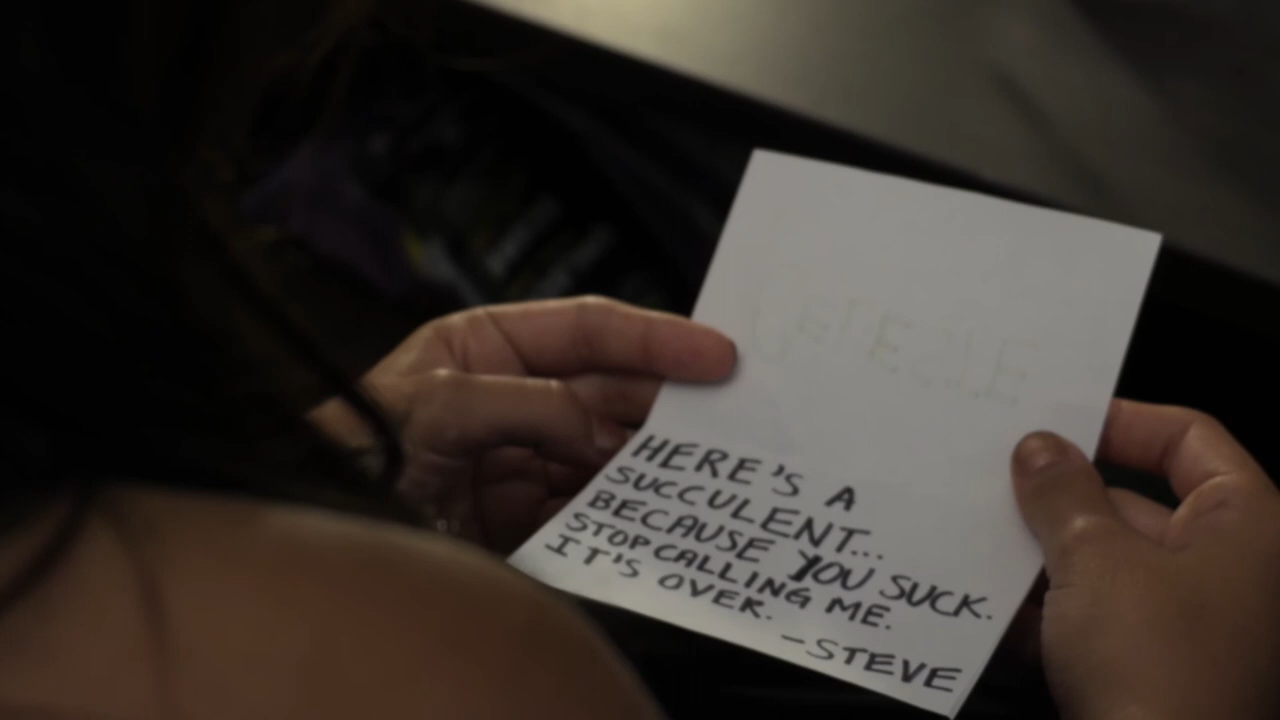 HERE'S A
SUCCULENT...
BECAUSE YOU SUCK.
STOP CALLING ME.
IT'S OVER.
-STEVE